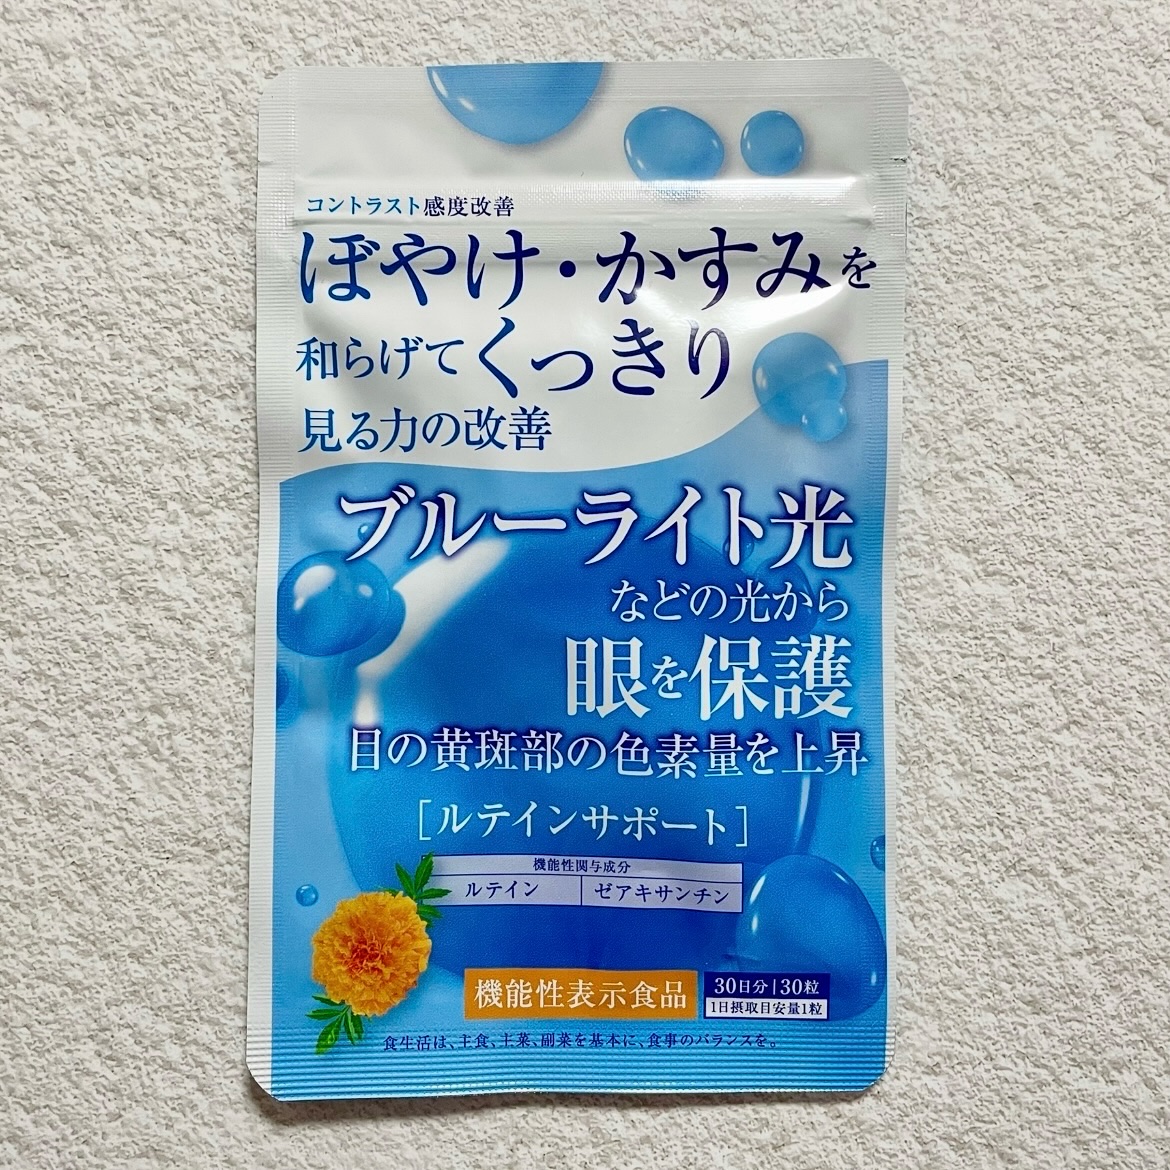 コントラスト感度改善
ぼやけ・かすみを
和らげてくっきり
見る力の改善
ブルーライト光
などの光から
眼を保護
目の黄斑部の色素量を上昇
[ルテインサポート]
機能性関与成分
ルテイン ゼアキサンチン
機能性表示食品
30日分|30粒
1日摂取目安量1粒
食生活は、主食、主菜、副菜を基本に、食事のバランスを。